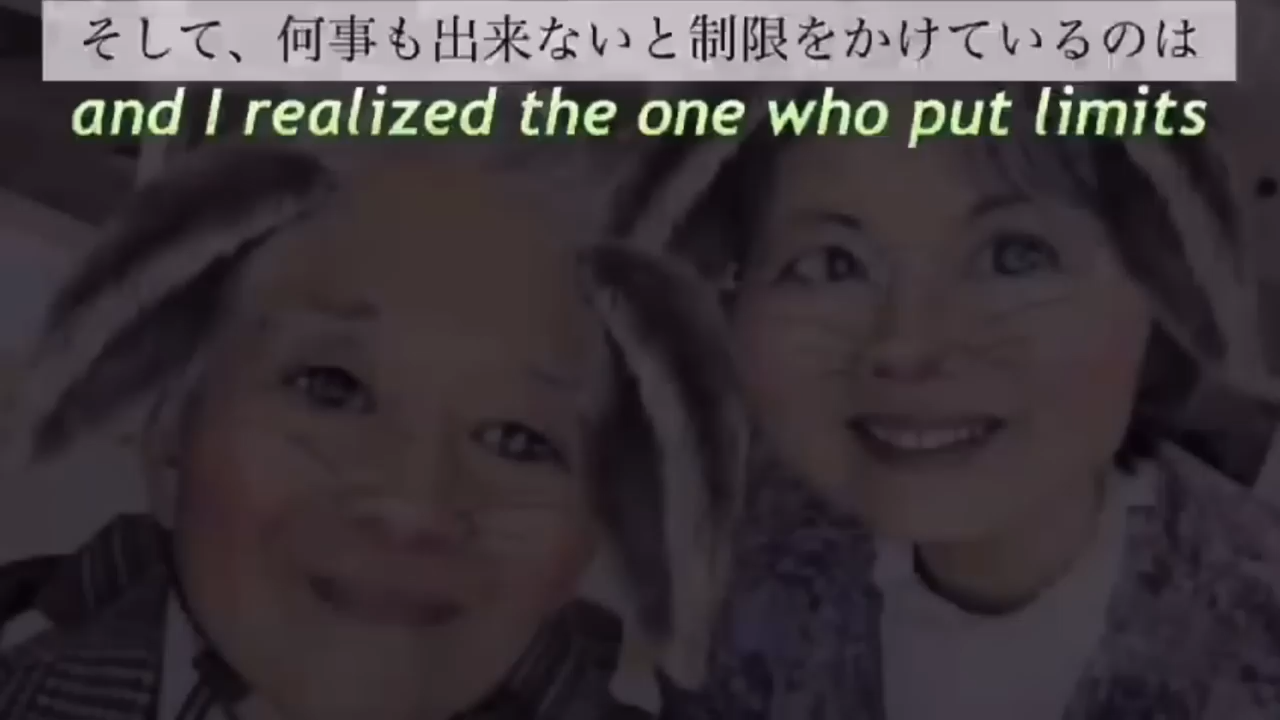 そして、何事も出来ないと制限をかけているのは
and I realized the one who put limits